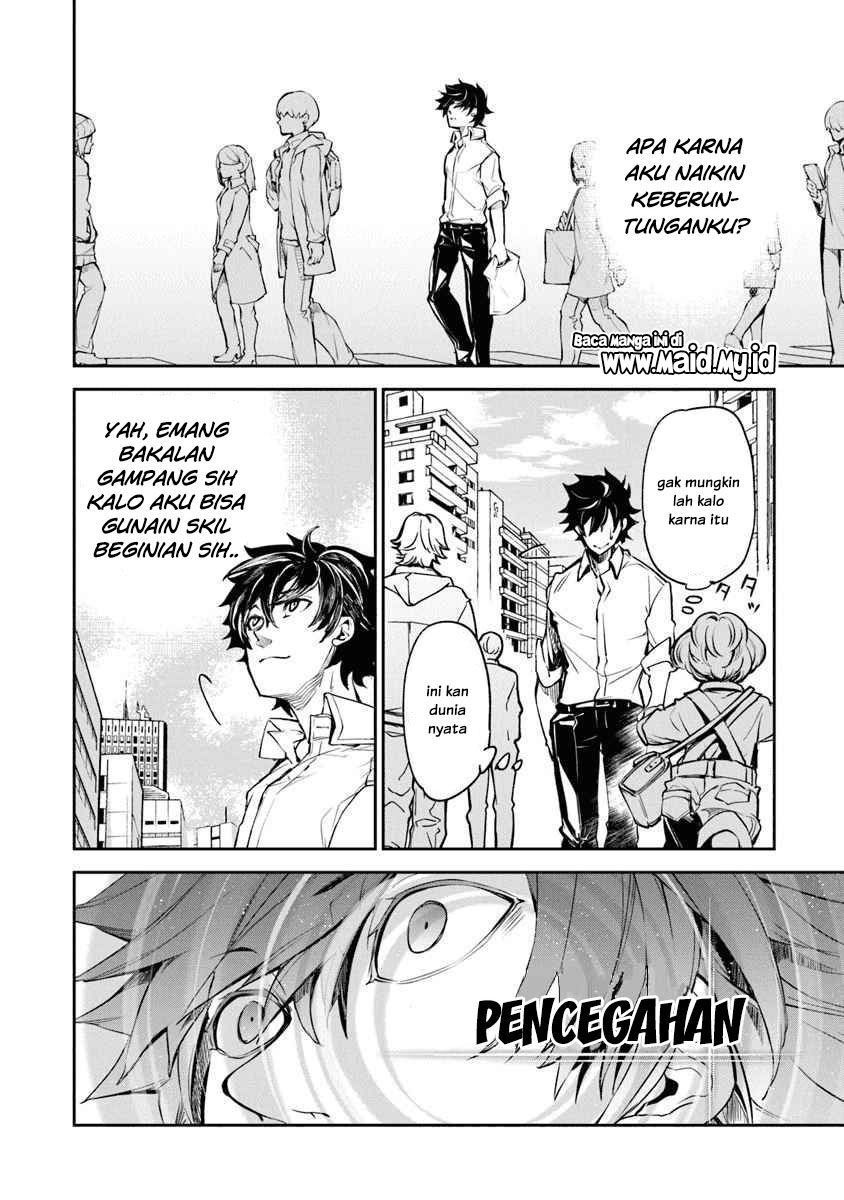 APA KARNA
AKU NAIKIN
KEBERUN-
TUNGANKU?
Baca Manga ini di
www.Maid.My.id
gak mungkin
lah kalo
karna itu
タタ
ini kan
dunia
nyata
YAH, EMANG
BAKALAN
GAMPANG SIH
KALO AKU BISA
GUNAIN SKIL
BEGINIAN SIH..
PENCEGAHAN